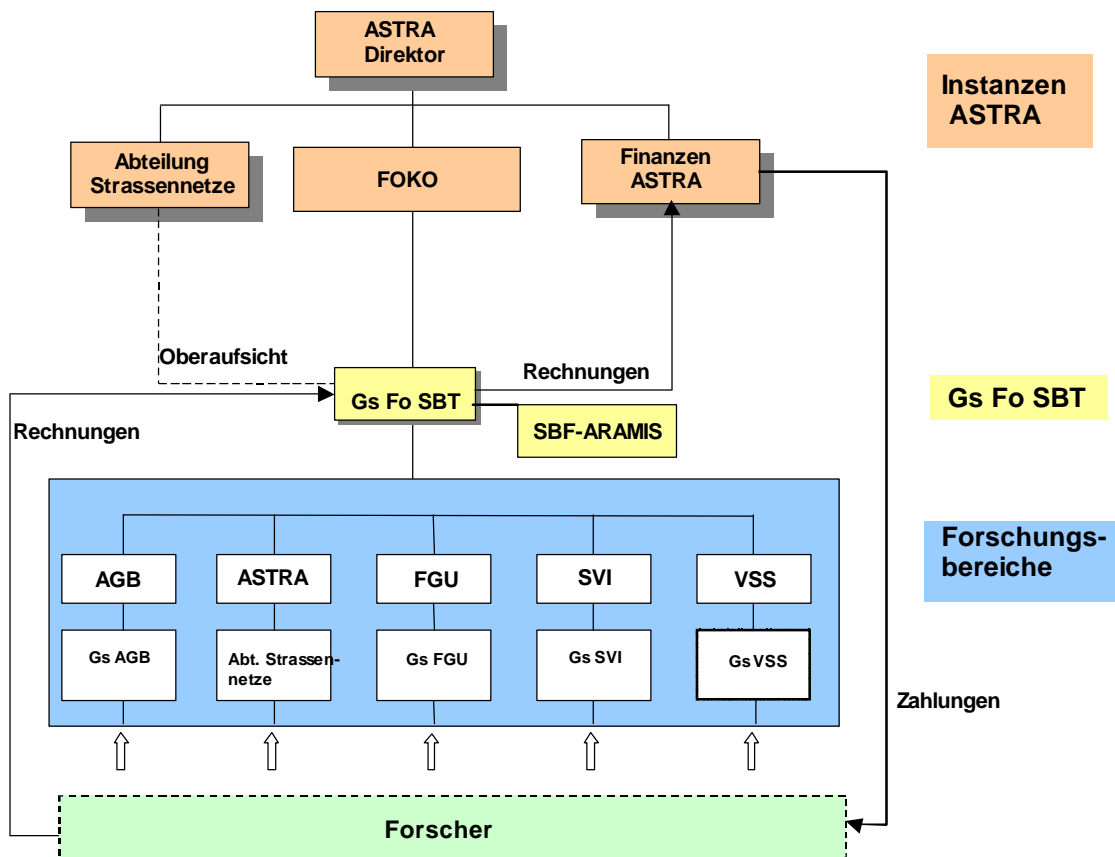 ASTRA
Direktor
Instanzen
ASTRA
Abteilung
Strassennetze
FOKO
Finanzen
ASTRA
Oberaufsicht
Rechnungen
Gs Fo SBT
Gs Fo SBT
Rechnungen
SBF-ARAMIS
Forschungs-
bereiche
AGB
ASTRA
FGU
SVI
VSS
Gs AGB
Abt. Strassen-
netze
Gs FGU
Gs SVI
Gs VSS
Zahlungen
Forscher